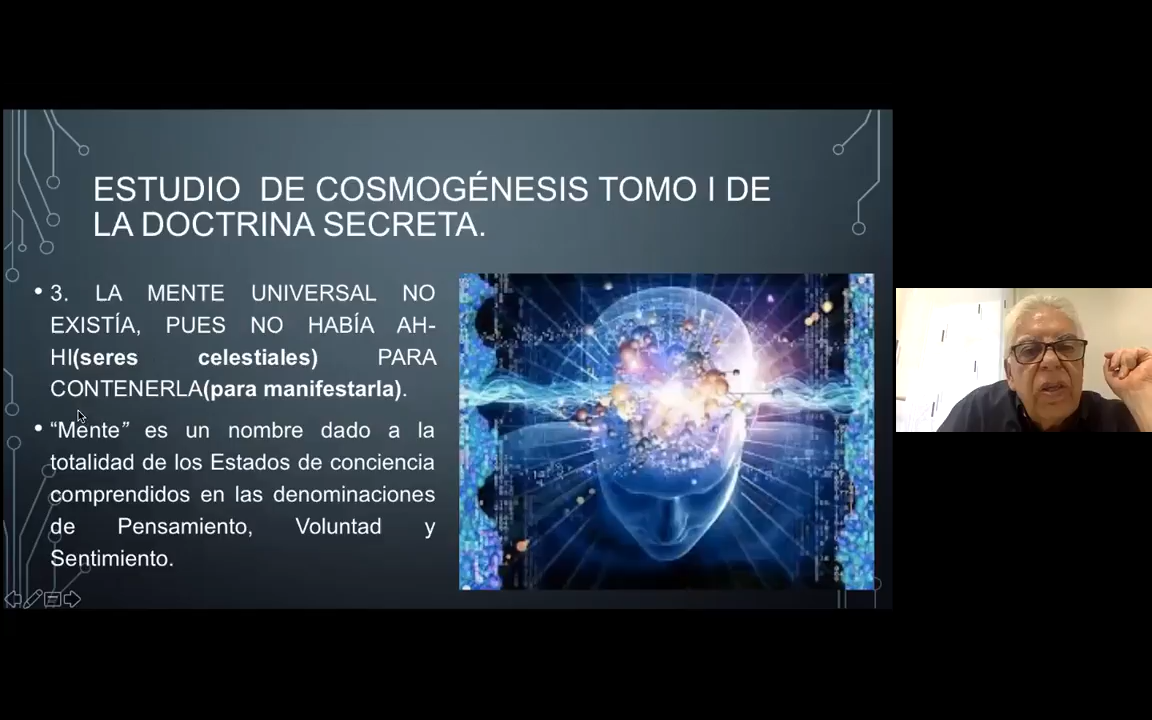 ESTUDIO DE COSMOGÉNESIS TOMO I DE
LA DOCTRINA SECRETA.
• 3. LA MENTE UNIVERSAL NO
EXISTÍA, PUES NO HABÍA AH-
HI(seres celestiales) PARA
CONTENERLA(para manifestarla).
• “Mente” es un nombre dado a la
totalidad de los Estados de conciencia
comprendidos en las denominaciones
de Pensamiento, Voluntad y
Sentimiento.